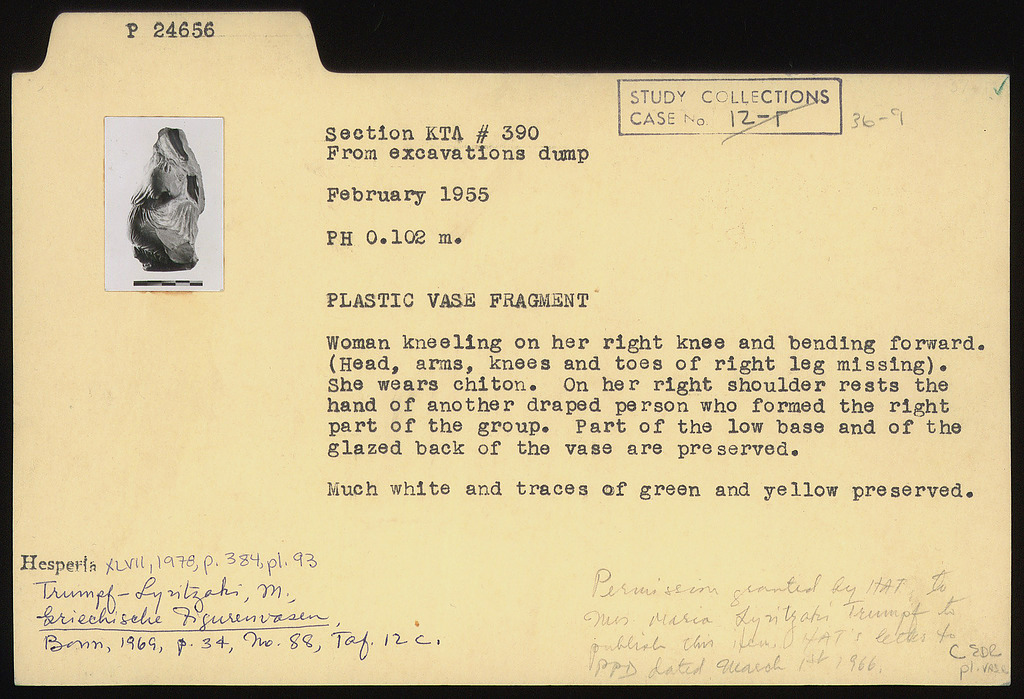 P 24656
STUDY COLLECTIONS
CASE No. 12-Γ
36-9
Section KTA # 390
From excavations dump
February 1955
PH 0.102 m.
PLASTIC VASE FRAGMENT
Woman kneeling on her right knee and bending forward.
(Head, arms, knees and toes of right leg missing).
She wears chiton.  On her right shoulder rests the
hand of another draped person who formed the right
part of the group.  Part of the low base and of the
glazed back of the vase are preserved.
Much white and traces of green and yellow preserved.
Hesperia XLVII, 1978, p. 384, pl. 93
Trumpf-Lyritzaki, M.,
Griechische Figurenvasen,
Bonn, 1969, p. 34, No. 88, Taf. 12 c.
Permission granted by HAT to
Mrs Maria Lyritzaki Trumpf to
publish this item. HAT's letter to
PPD dated March 1st 1966.
C SDR
pl. vase